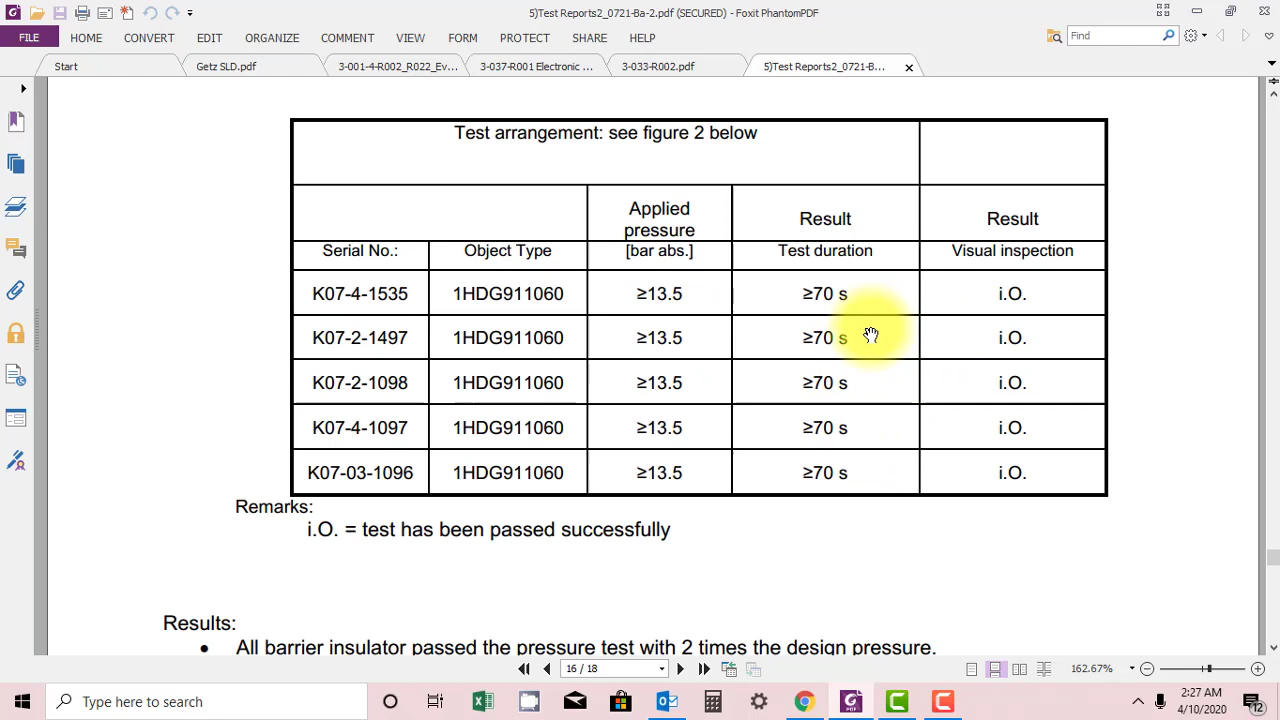 5)Test Reports2_0721-Ba-2.pdf (SECURED) - Foxit PhantomPDF
FILE HOME CONVERT EDIT ORGANIZE COMMENT VIEW FORM PROTECT SHARE HELP Find
Start Getz SLD.pdf 3-001-4-R002_R022_Ev... 3-037-R001 Electronic ... 3-033-R002.pdf 5)Test Reports2_0721-B...
Test arrangement: see figure 2 below
Applied pressure Result Result
Serial No.: Object Type [bar abs.] Test duration Visual inspection
K07-4-1535 1HDG911060 ≥13.5 ≥70 s i.O.
K07-2-1497 1HDG911060 ≥13.5 ≥70 s i.O.
K07-2-1098 1HDG911060 ≥13.5 ≥70 s i.O.
K07-4-1097 1HDG911060 ≥13.5 ≥70 s i.O.
K07-03-1096 1HDG911060 ≥13.5 ≥70 s i.O.
Remarks:
i.O. = test has been passed successfully
Results:
• All barrier insulator passed the pressure test with 2 times the design pressure.
16 / 18 162.67%
Type here to search
2:27 AM
4/10/2020
12